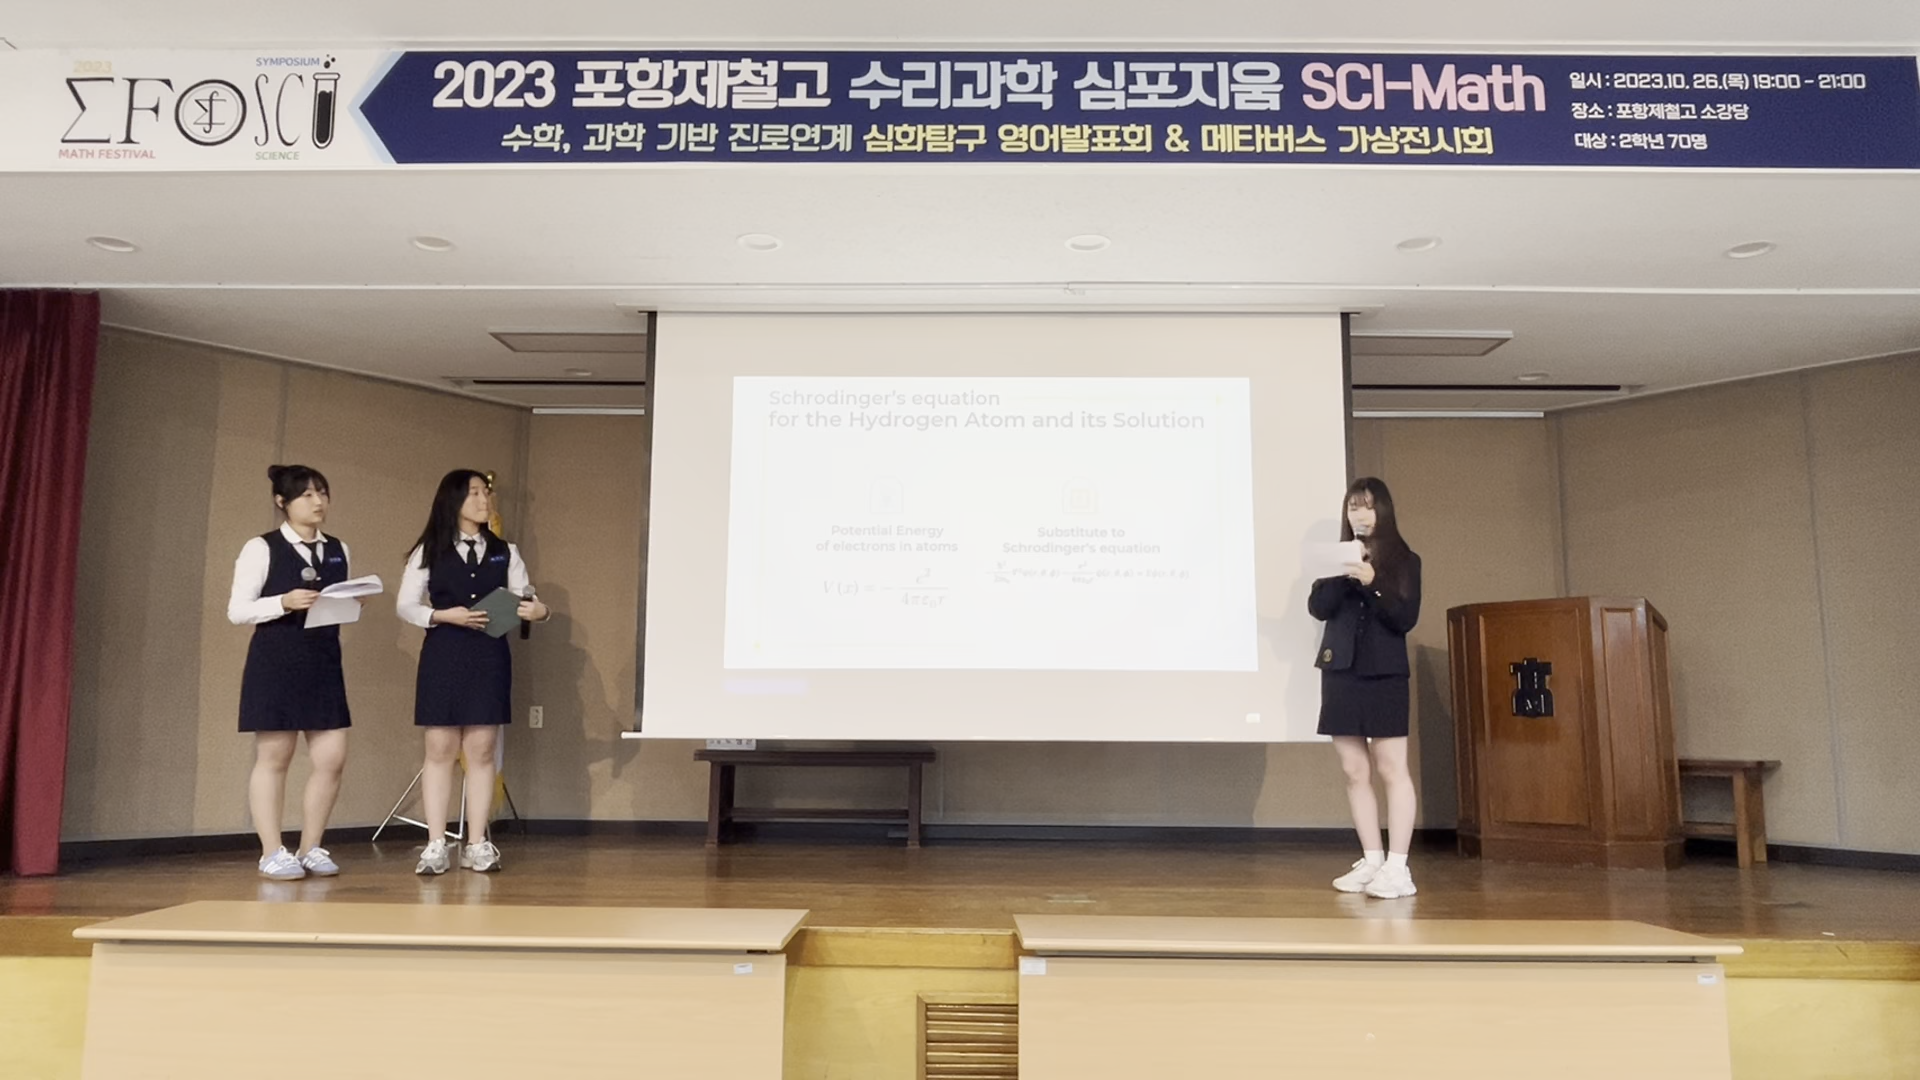 2023
SYMPOSIUM
ΣF SCI
MATH FESTIVAL
SCIENCE
2023 포항제철고 수리과학 심포지움 SCI-Math
수학, 과학 기반 진로연계 심화탐구 영어발표회 & 메타버스 가상전시회
일시 : 2023.10. 26.(목) 19:00 - 21:00
장소 : 포항제철고 소강당
대상 : 2학년 70명
Schrodinger's equation
for the Hydrogen Atom and its Solution
Potential Energy
of electrons in atoms
V(x) = - e² / 4πε₀r
Substitute to
Schrodinger's equation